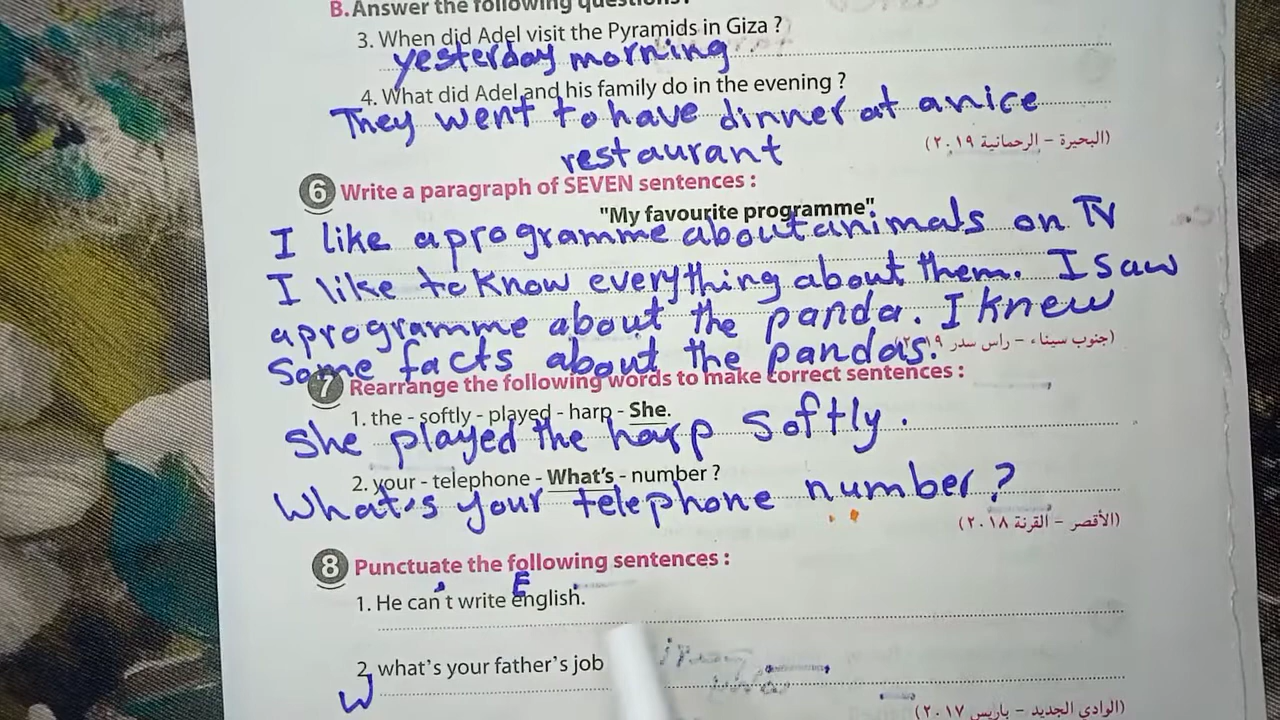 B. Answer the following questions:
3. When did Adel visit the Pyramids in Giza ?
yesterday morning
4. What did Adel and his family do in the evening ?
They went to have dinner at a nice
restaurant
(البحيرة - الرحمانية ٢٠١٩)
6 Write a paragraph of SEVEN sentences :
"My favourite programme"
I like a programme about animals on TV
I like to know everything about them. I saw
a programme about the panda. I knew
Some facts about the pandas.
(جنوب سيناء - راس سدر ٢٠١٩)
7 Rearrange the following words to make correct sentences :
1. the - softly - played - harp - She.
She played the harp softly.
2. your - telephone - What's - number ?
What's your telephone number?
(الأقصر - القرنة ٢٠١٨)
8 Punctuate the following sentences :
' E
1. He can t write english.
2. what's your father's job
W
(الوادي الجديد - باريس ٢٠١٧)